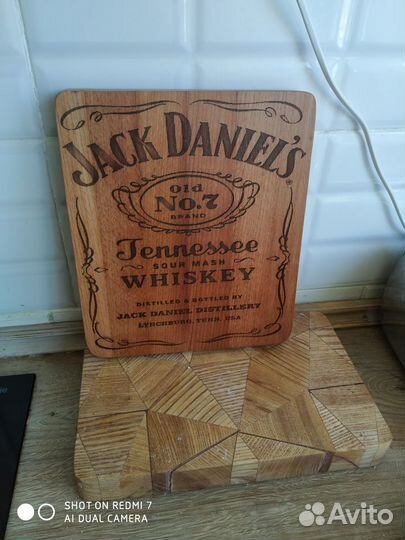 JACK DANIEL'S
Old
No.7
BRAND
Tennessee
SOUR MASH
WHISKEY
DISTILLED & BOTTLED BY
JACK DANIEL DISTILLERY
LYNCHBURG, TENN. USA
SHOT ON REDMI 7
AI DUAL CAMERA
Avito